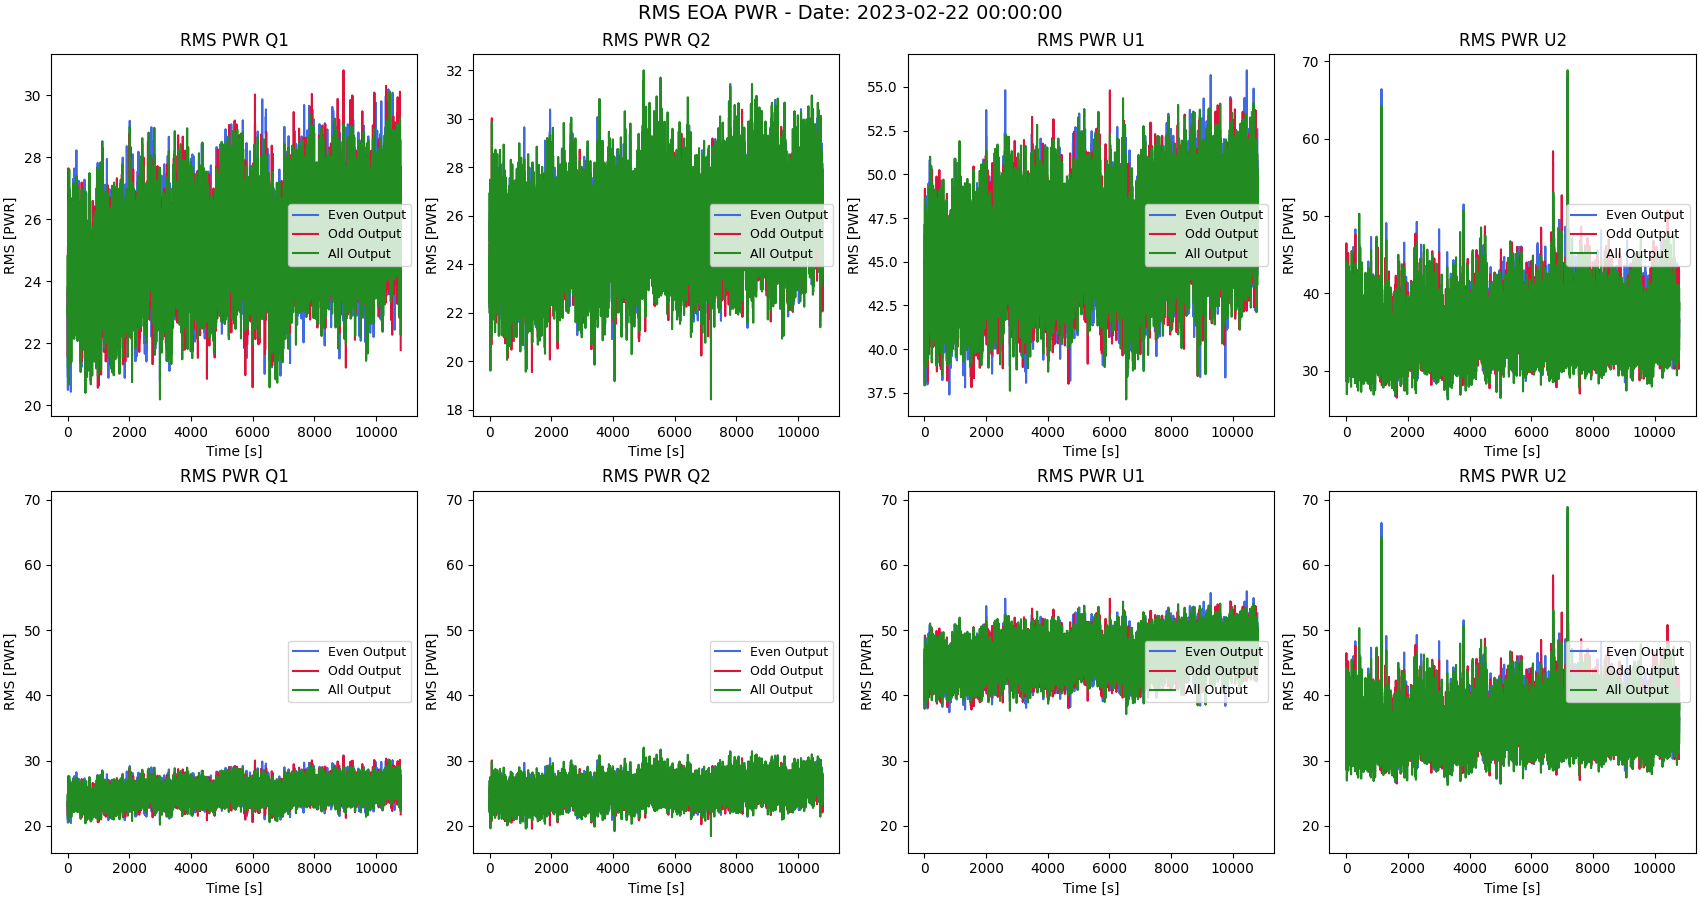 RMS EOA PWR - Date: 2023-02-22 00:00:00
RMS PWR Q1
RMS [PWR]
30
28
26
24
22
20
0 2000 4000 6000 8000 10000
Time [s]
Even Output
Odd Output
All Output
RMS PWR Q2
RMS [PWR]
32
30
28
26
24
22
20
18
0 2000 4000 6000 8000 10000
Time [s]
Even Output
Odd Output
All Output
RMS PWR U1
RMS [PWR]
55.0
52.5
50.0
47.5
45.0
42.5
40.0
37.5
0 2000 4000 6000 8000 10000
Time [s]
Even Output
Odd Output
All Output
RMS PWR U2
RMS [PWR]
70
60
50
40
30
0 2000 4000 6000 8000 10000
Time [s]
Even Output
Odd Output
All Output
RMS PWR Q1
RMS [PWR]
70
60
50
40
30
20
0 2000 4000 6000 8000 10000
Time [s]
Even Output
Odd Output
All Output
RMS PWR Q2
RMS [PWR]
70
60
50
40
30
20
0 2000 4000 6000 8000 10000
Time [s]
Even Output
Odd Output
All Output
RMS PWR U1
RMS [PWR]
70
60
50
40
30
20
0 2000 4000 6000 8000 10000
Time [s]
Even Output
Odd Output
All Output
RMS PWR U2
RMS [PWR]
70
60
50
40
30
20
0 2000 4000 6000 8000 10000
Time [s]
Even Output
Odd Output
All Output